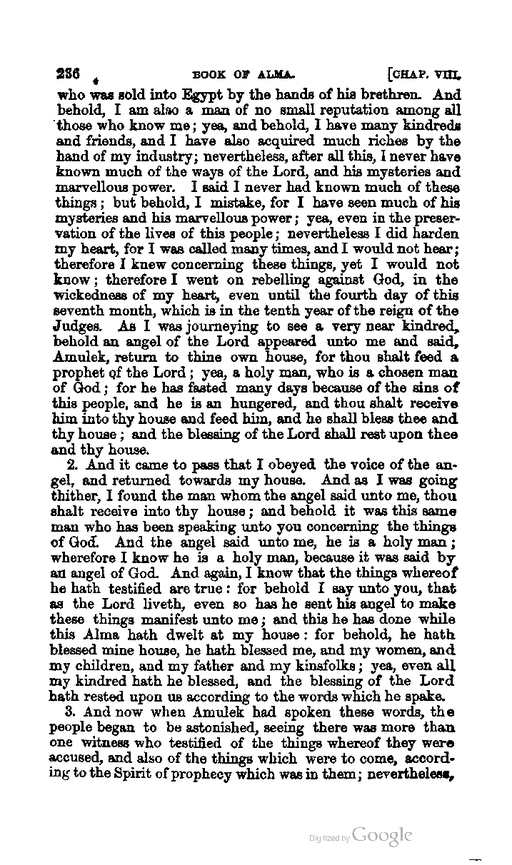 236 BOOK OF ALMA. [CHAP. VIII.
who was sold into Egypt by the hands of his brethren. And
behold, I am also a man of no small reputation among all
those who know me; yea, and behold, I have many kindreds
and friends, and I have also acquired much riches by the
hand of my industry; nevertheless, after all this, I never have
known much of the ways of the Lord, and his mysteries and
marvellous power. I said I never had known much of these
things; but behold, I mistake, for I have seen much of his
mysteries and his marvellous power; yea, even in the preser-
vation of the lives of this people; nevertheless I did harden
my heart, for I was called many times, and I would not hear;
therefore I knew concerning these things, yet I would not
know; therefore I went on rebelling against God, in the
wickedness of my heart, even until the fourth day of this
seventh month, which is in the tenth year of the reign of the
Judges. As I was journeying to see a very near kindred,
behold an angel of the Lord appeared unto me and said,
Amulek, return to thine own house, for thou shalt feed a
prophet of the Lord; yea, a holy man, who is a chosen man
of God; for he has fasted many days because of the sins of
this people, and he is an hungered, and thou shalt receive
him into thy house and feed him, and he shall bless thee and
thy house; and the blessing of the Lord shall rest upon thee
and thy house.
2. And it came to pass that I obeyed the voice of the an-
gel, and returned towards my house. And as I was going
thither, I found the man whom the angel said unto me, thou
shalt receive into thy house; and behold it was this same
man who has been speaking unto you concerning the things
of God. And the angel said unto me, he is a holy man;
wherefore I know he is a holy man, because it was said by
an angel of God. And again, I know that the things whereof
he hath testified are true: for behold I say unto you, that
as the Lord liveth, even so has he sent his angel to make
these things manifest unto me; and this he has done while
this Alma hath dwelt at my house: for behold, he hath
blessed mine house, he hath blessed me, and my women, and
my children, and my father and my kinsfolks; yea, even all
my kindred hath he blessed, and the blessing of the Lord
hath rested upon us according to the words which he spake.
3. And now when Amulek had spoken these words, the
people began to be astonished, seeing there was more than
one witness who testified of the things whereof they were
accused, and also of the things which were to come, accord-
ing to the Spirit of prophecy which was in them; nevertheless,
Digitized by Google